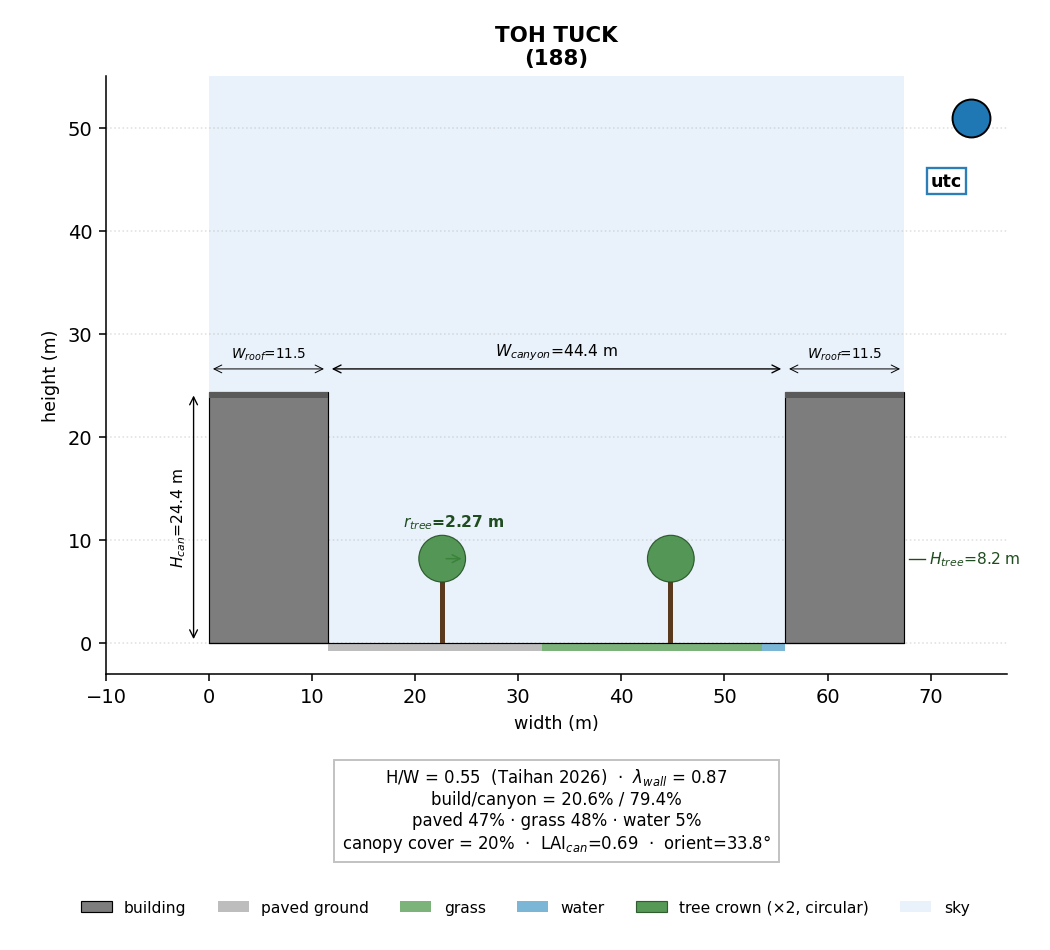 TOH TUCK
(188)
50
40
30
20
10
0
height (m)
utc
W_roof=11.5
W_canyon=44.4 m
W_roof=11.5
H_can=24.4 m
r_tree=2.27 m
H_tree=8.2 m
−10 0 10 20 30 40 50 60 70
width (m)
H/W = 0.55 (Taihan 2026) · λ_wall = 0.87
build/canyon = 20.6% / 79.4%
paved 47% · grass 48% · water 5%
canopy cover = 20% · LAI_can=0.69 · orient=33.8°
building paved ground grass water tree crown (×2, circular) sky